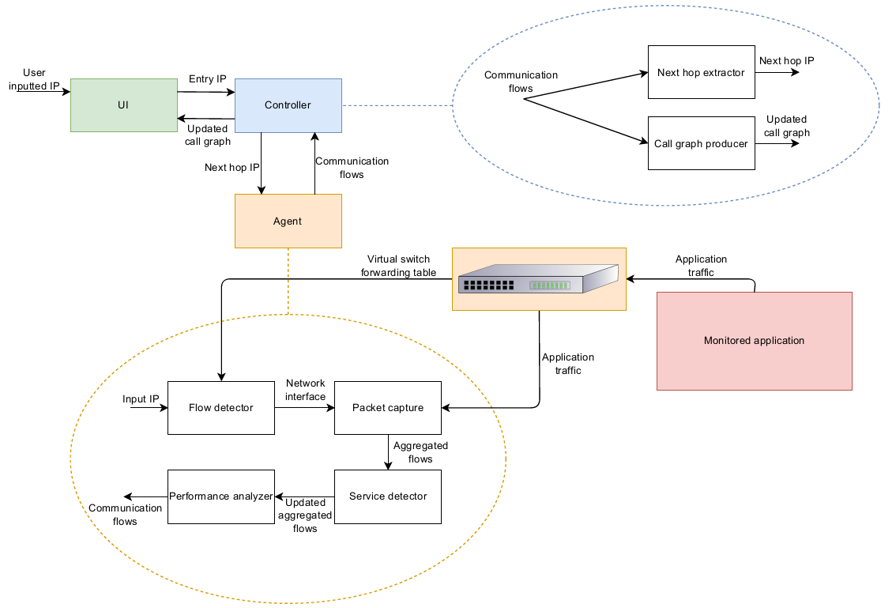 User
inputted IP
UI
Entry IP
Updated
call graph
Controller
Next hop IP
Communication
flows
Agent
Communication
flows
Next hop extractor
Next hop IP
Call graph producer
Updated
call graph
Virtual switch
forwarding table
Application
traffic
Monitored application
Application
traffic
Input IP
Flow detector
Network
interface
Packet capture
Aggregated
flows
Service detector
Updated
aggregated
flows
Performance analyzer
Communication
flows